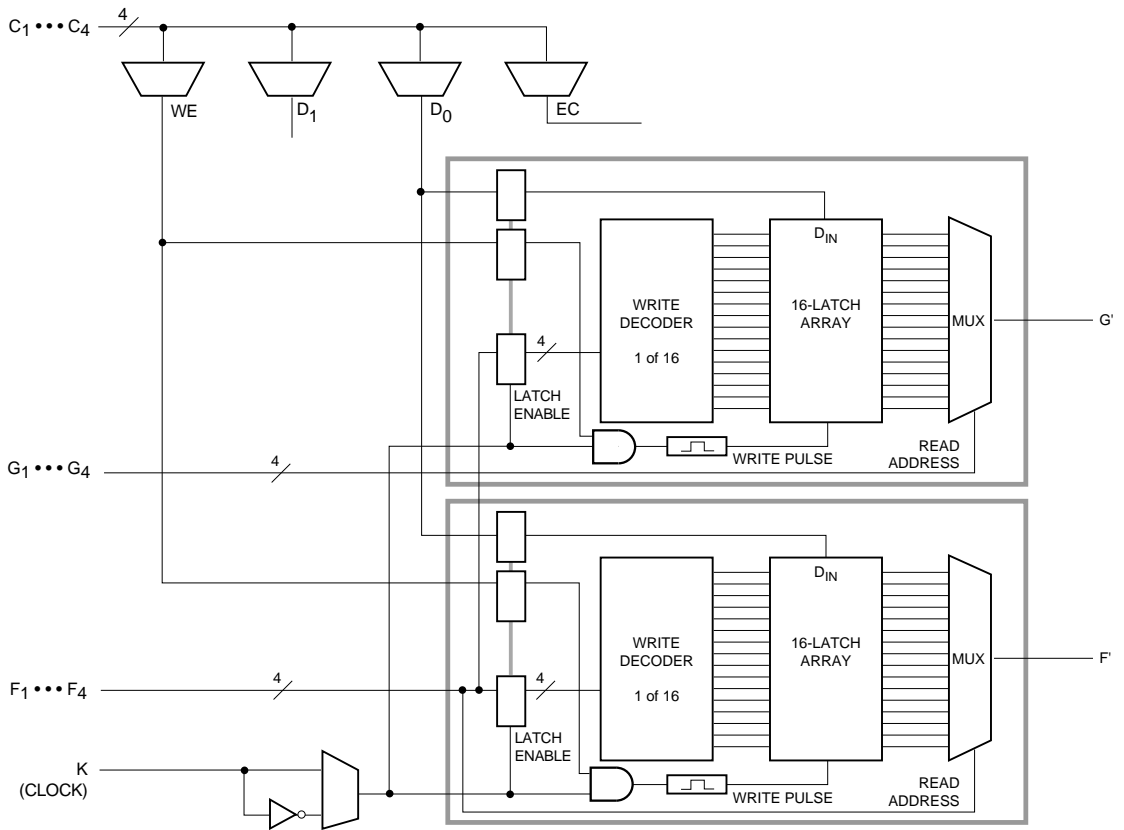 C1 ••• C4
4
WE
D1
D0
EC
DIN
WRITE
DECODER
1 of 16
16-LATCH
ARRAY
MUX
G'
4
LATCH
ENABLE
WRITE PULSE
READ
ADDRESS
G1 ••• G4
4
DIN
WRITE
DECODER
1 of 16
16-LATCH
ARRAY
MUX
F'
F1 ••• F4
4
4
LATCH
ENABLE
WRITE PULSE
READ
ADDRESS
K
(CLOCK)